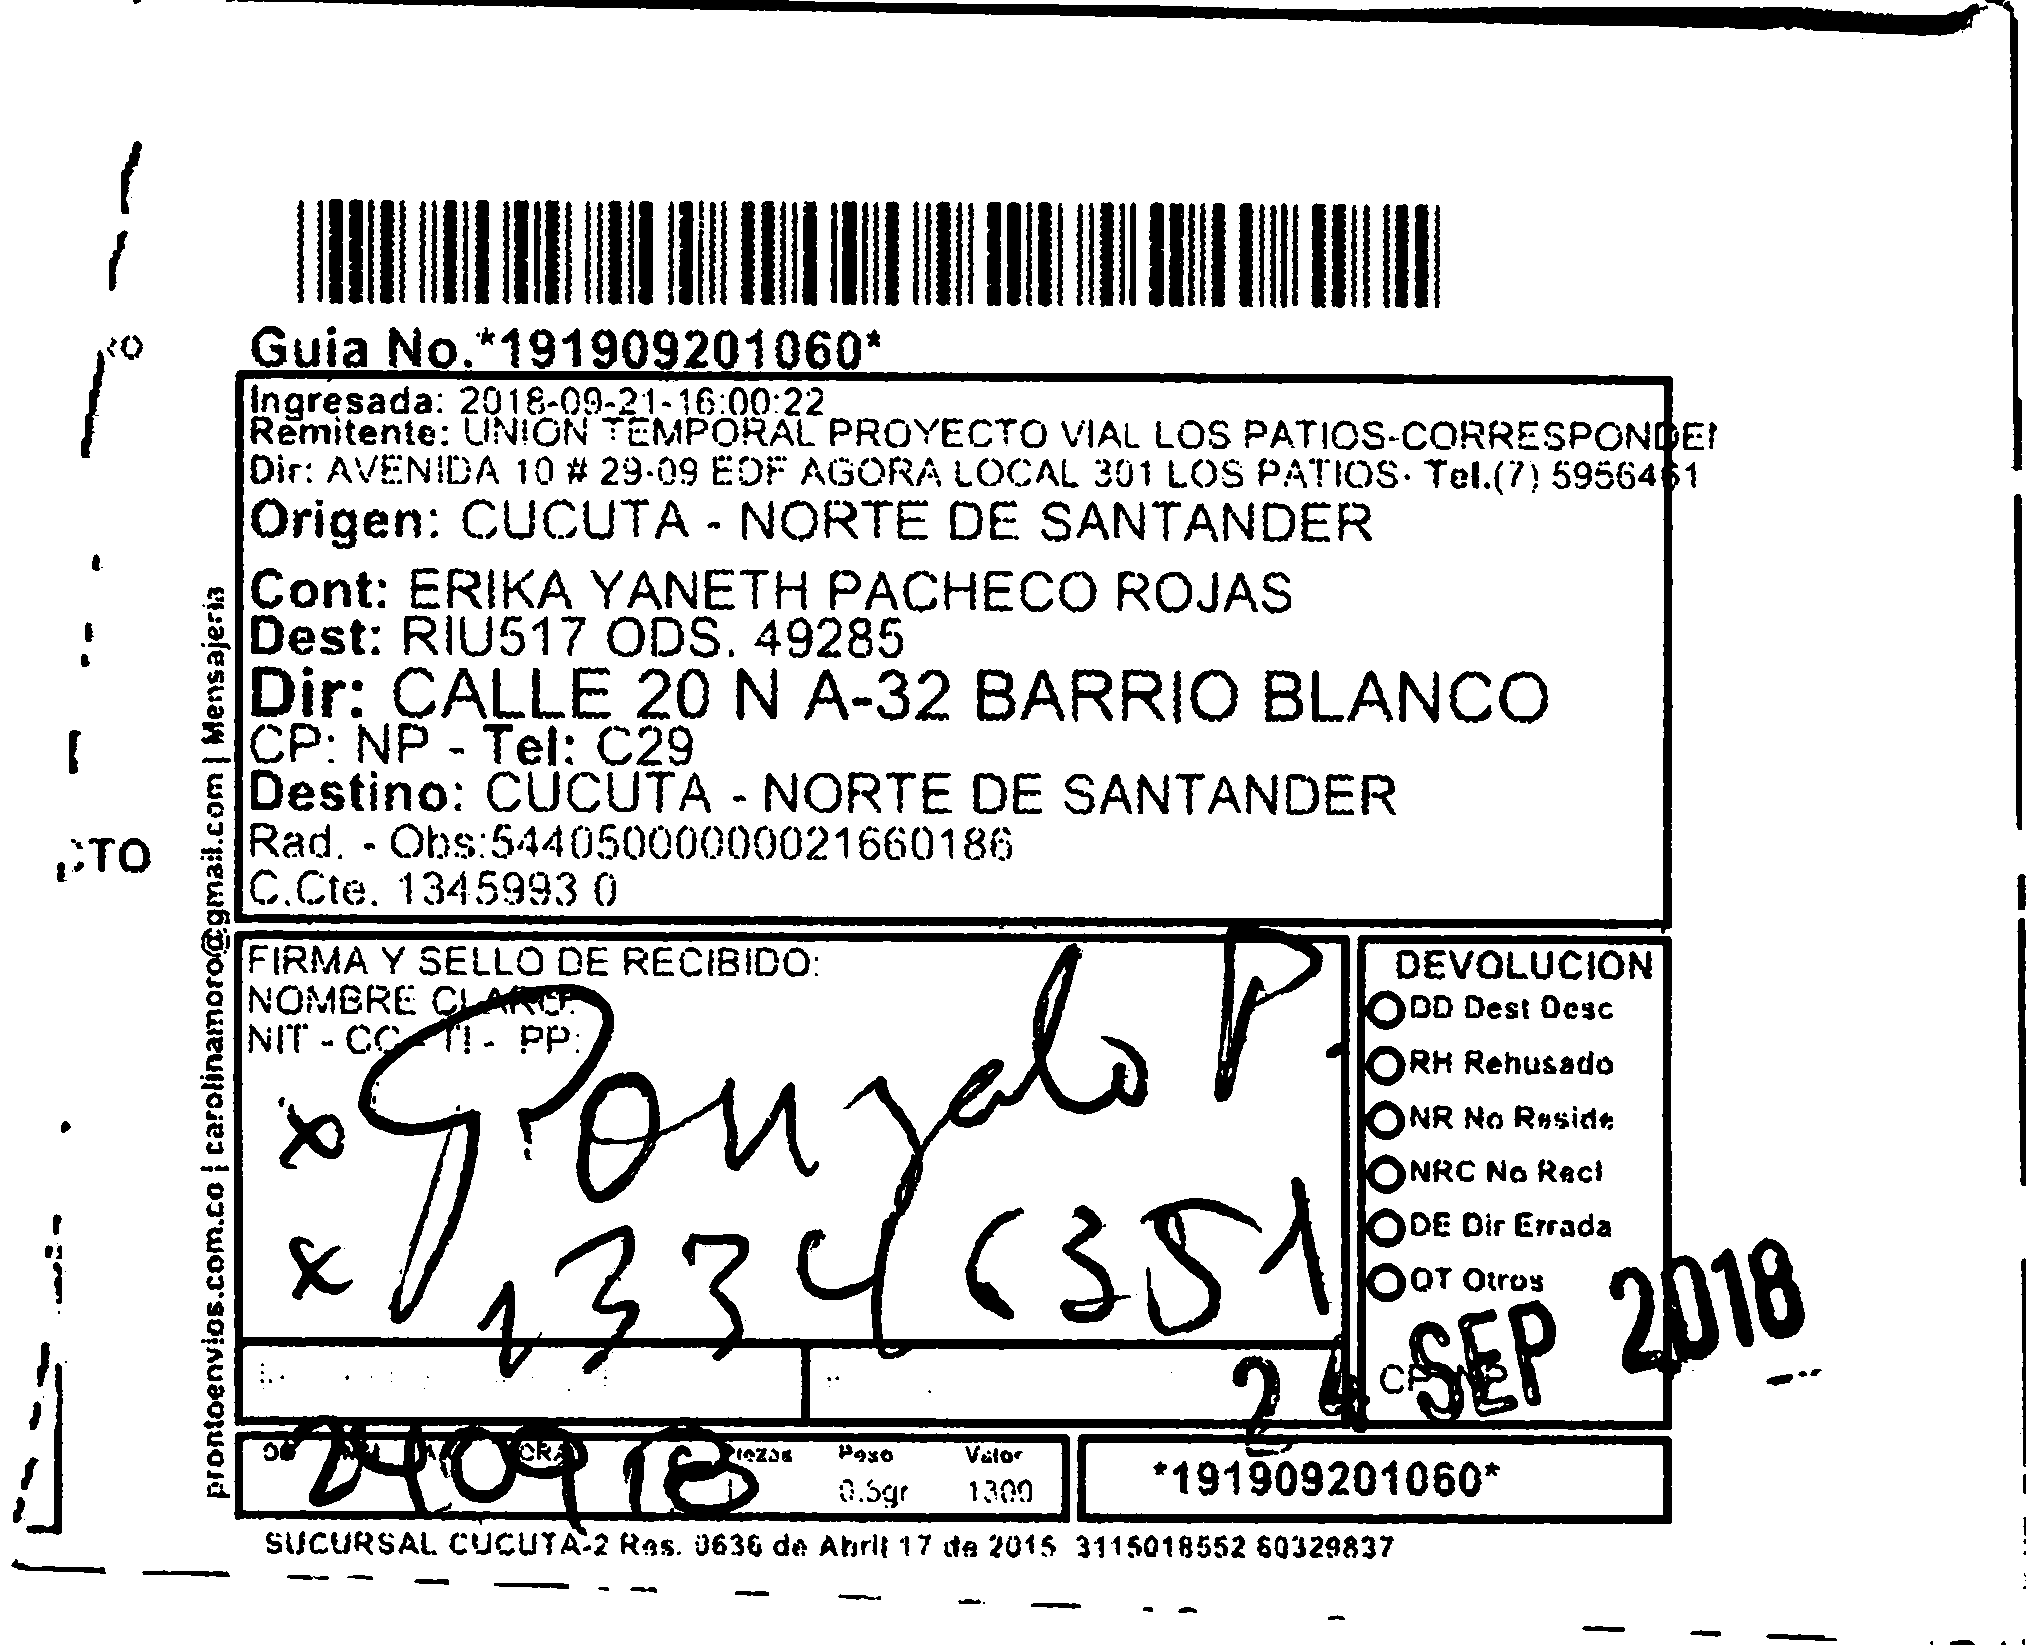 RO
Guia No.*191909201060*
Ingresada: 2018-09-21-16:00:22
Remitente: UNION TEMPORAL PROYECTO VIAL LOS PATIOS-CORRESPONDEN
Dir: AVENIDA 10 # 29-09 EDF AGORA LOCAL 301 LOS PATIOS- Tel.(7) 5956461
Origen: CUCUTA - NORTE DE SANTANDER
Cont: ERIKA YANETH PACHECO ROJAS
Dest: RIU517 ODS. 49285
Dir: CALLE 20 N A-32 BARRIO BLANCO
CP: NP - Tel: C29
Destino: CUCUTA - NORTE DE SANTANDER
CTO
Rad. - Obs:54405000000021660186
C.Cte. 1345993 0
prontoenvios.com.co | carolinamoro@gmail.com | Mensajeria
FIRMA Y SELLO DE RECIBIDO:
NOMBRE CLARO:
NIT - CC - TI - PP:
x Gonzalo P.
x 13346351
DEVOLUCION
DD Dest Desc
RH Rehusado
NR No Reside
NRC No Recl
DE Dir Errada
OT Otros
CP: NP
24 SEP 2018
240918
Piezas Peso Valor
0.5gr 1300
*191909201060*
SUCURSAL CUCUTA-2 Res. 0636 de Abril 17 de 2015 3115018552 60329837